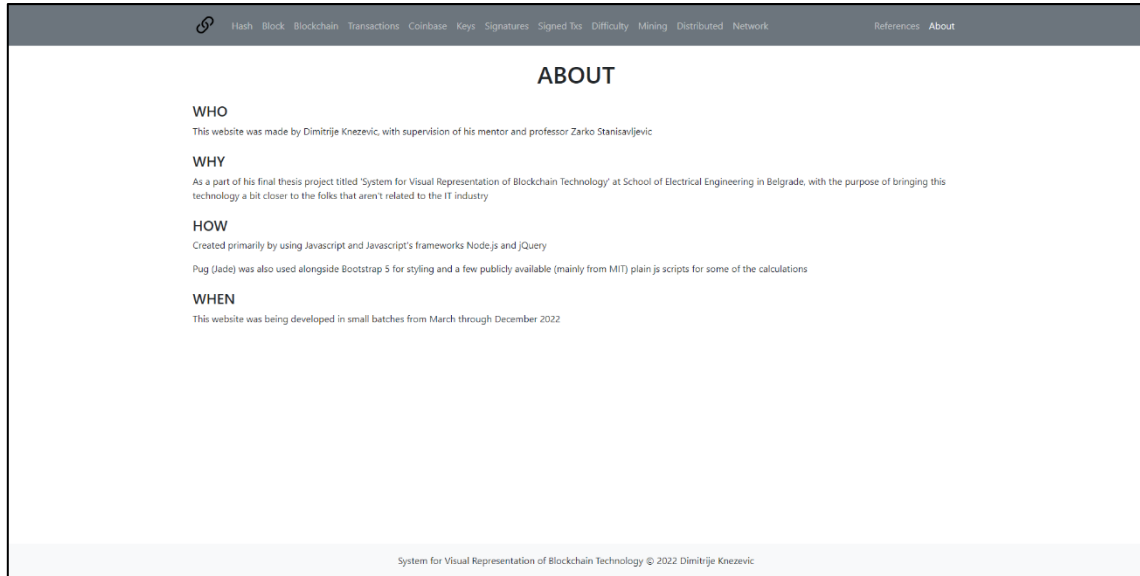 Hash Block Blockchain Transactions Coinbase Keys Signatures Signed Txs Difficulty Mining Distributed Network References About
ABOUT
WHO
This website was made by Dimitrije Knezevic, with supervision of his mentor and professor Zarko Stanisavljevic
WHY
As a part of his final thesis project titled 'System for Visual Representation of Blockchain Technology' at School of Electrical Engineering in Belgrade, with the purpose of bringing this
technology a bit closer to the folks that aren't related to the IT industry
HOW
Created primarily by using Javascript and Javascript's frameworks Node.js and jQuery
Pug (Jade) was also used alongside Bootstrap 5 for styling and a few publicly available (mainly from MIT) plain js scripts for some of the calculations
WHEN
This website was being developed in small batches from March through December 2022
System for Visual Representation of Blockchain Technology © 2022 Dimitrije Knezevic